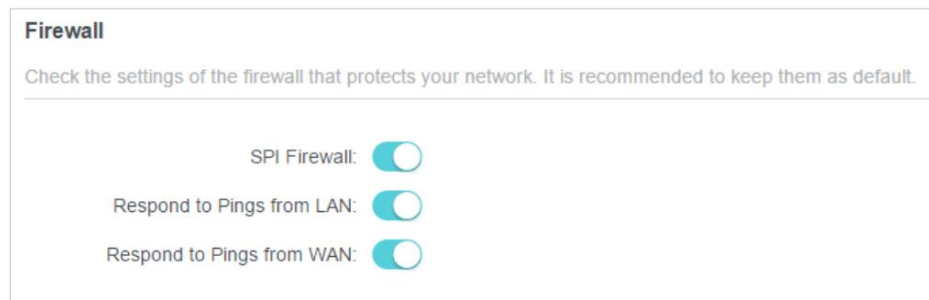 Firewall
Check the settings of the firewall that protects your network. It is recommended to keep them as default.
SPI Firewall:
Respond to Pings from LAN:
Respond to Pings from WAN: